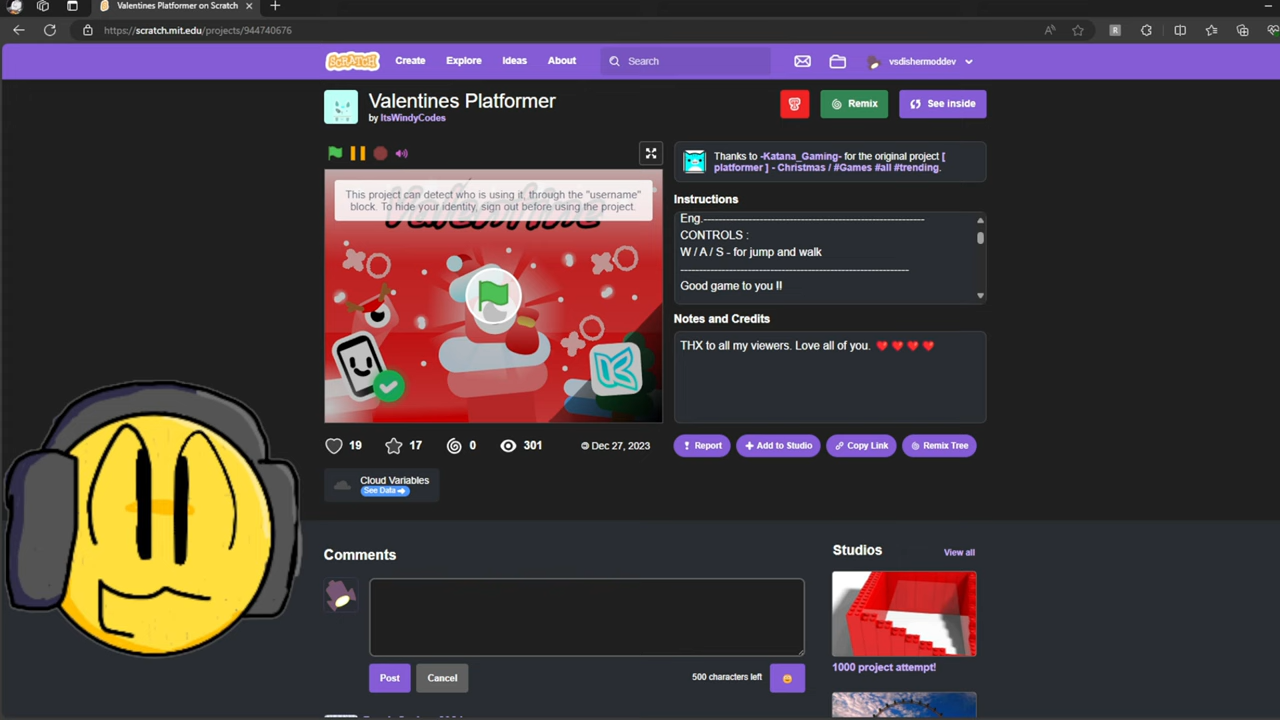 Valentines Platformer on Scratch
https://scratch.mit.edu/projects/944740676
SCRATCH
Create
Explore
Ideas
About
Search
vsdishermoddev
Valentines Platformer
by ItsWindyCodes
Remix
See inside
This project can detect who is using it, through the "username"
block. To hide your identity, sign out before using the project.
Thanks to -Katana_Gaming- for the original project [
platformer ] - Christmas / #Games #all #trending.
Instructions
Eng.-----------------------------------------------------------
CONTROLS :
W / A / S - for jump and walk
-------------------------------------------------------------
Good game to you !!
Notes and Credits
THX to all my viewers. Love all of you. ❤️❤️❤️❤️
19
17
0
301
© Dec 27, 2023
Report
Add to Studio
Copy Link
Remix Tree
Cloud Variables
See Data
Comments
Post
Cancel
500 characters left
Studios
View all
1000 project attempt!